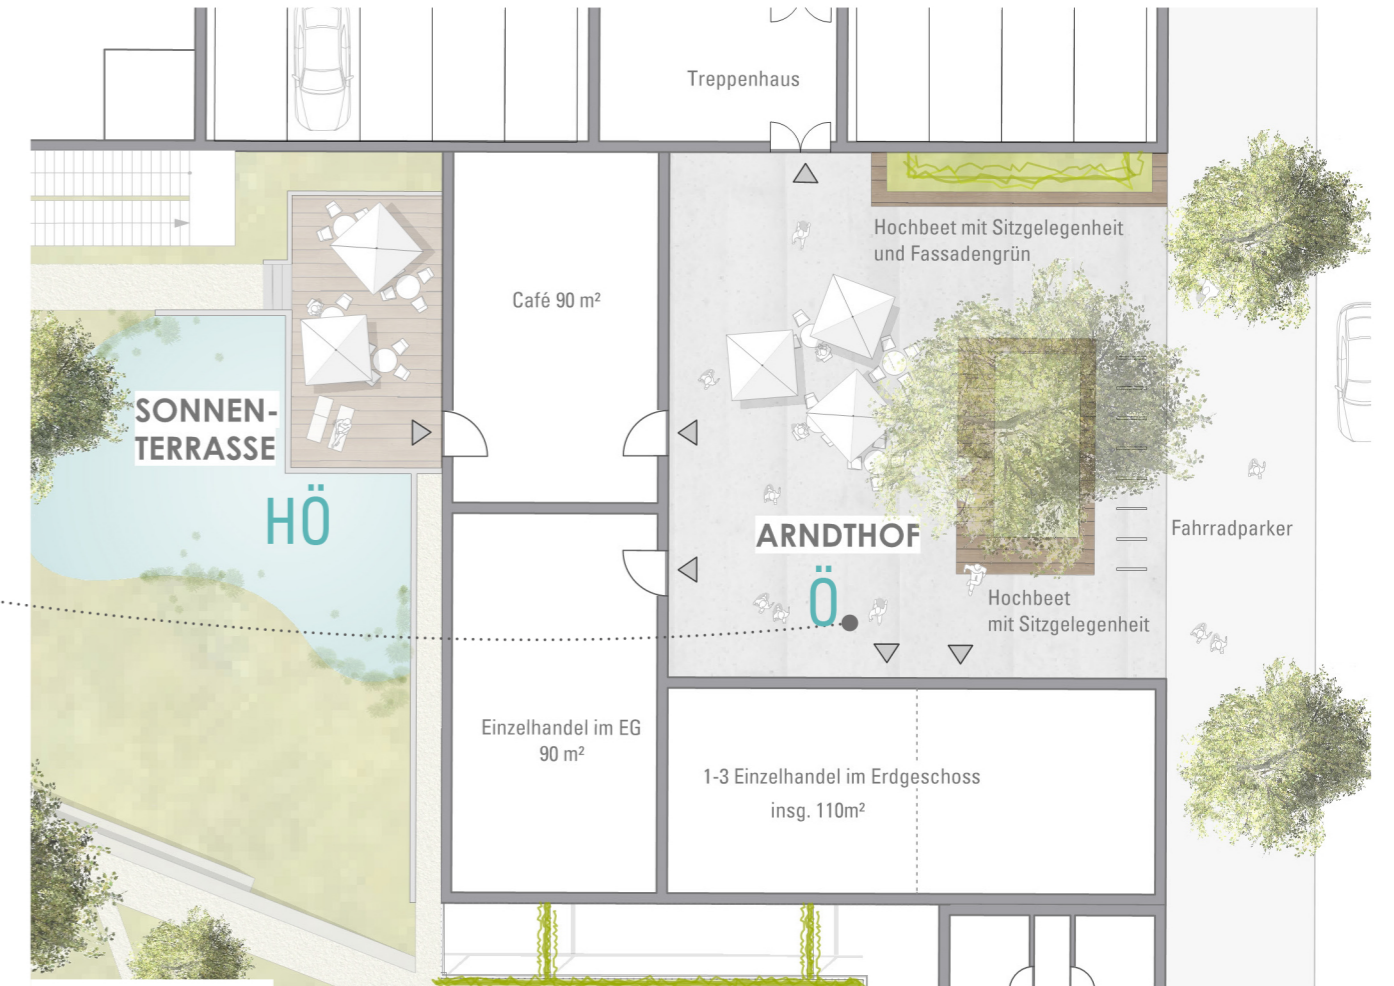 Treppenhaus
Hochbeet mit Sitzgelegenheit
und Fassadengrün
Café 90 m²
SONNEN-
TERRASSE
HÖ
ARNDTHOF
Ö
Fahrradparker
Hochbeet
mit Sitzgelegenheit
Einzelhandel im EG
90 m²
1-3 Einzelhandel im Erdgeschoss
insg. 110m²